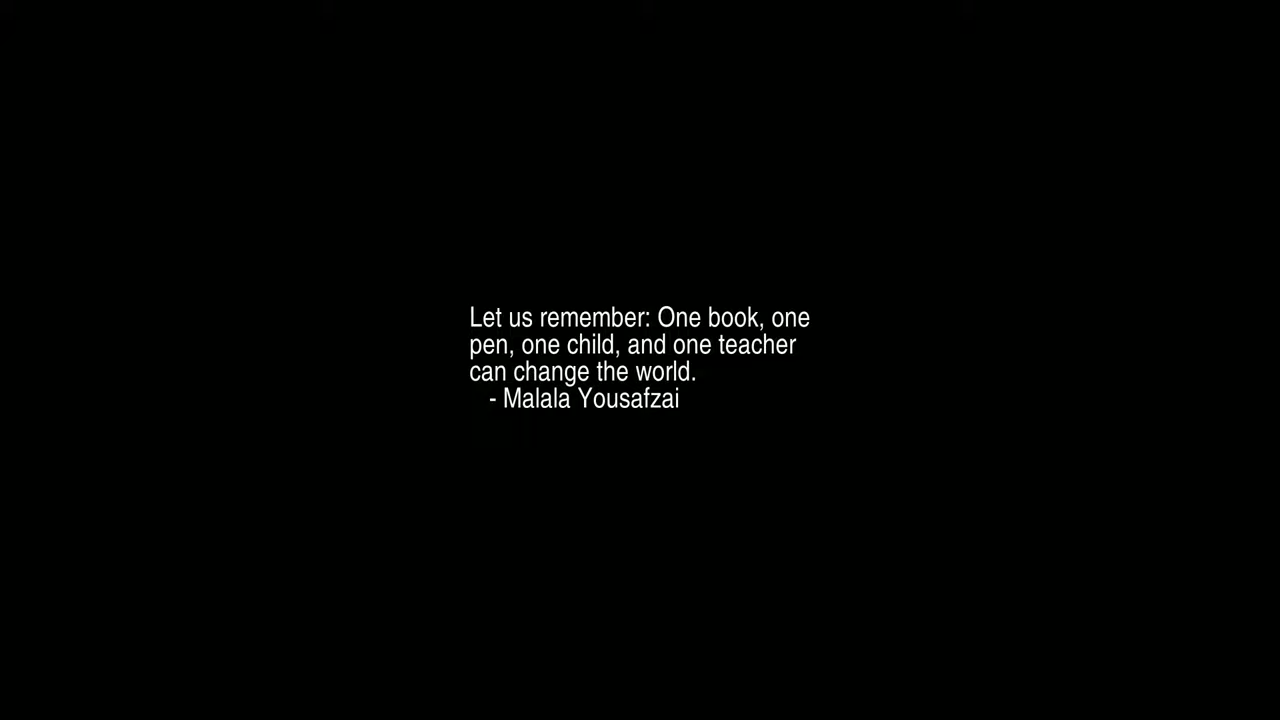 Let us remember: One book, one
pen, one child, and one teacher
can change the world.
- Malala Yousafzai